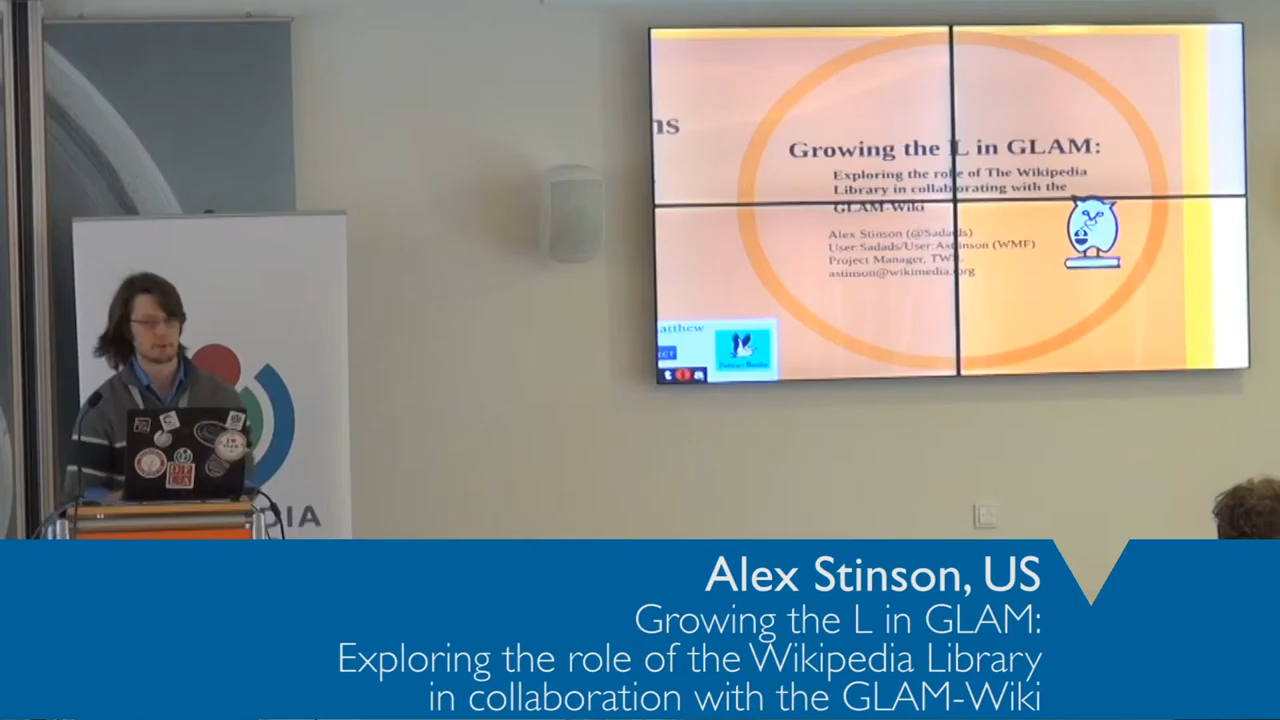 ns
Growing the L in GLAM:
Exploring the role of The Wikipedia
Library in collaborating with the
GLAM-Wiki
Alex Stinson (@Sadads)
User:Sadads/User:Astinson (WMF)
Project Manager, TWL
astinson@wikimedia.org
atthew
ECT
DIA
Alex Stinson, US
Growing the L in GLAM:
Exploring the role of the Wikipedia Library
in collaboration with the GLAM-Wiki